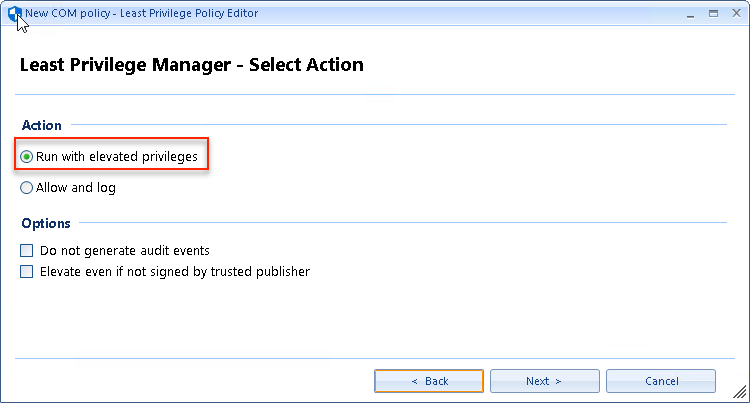 New COM policy - Least Privilege Policy Editor
Least Privilege Manager - Select Action
Action
Run with elevated privileges
Allow and log
Options
Do not generate audit events
Elevate even if not signed by trusted publisher
< Back
Next >
Cancel